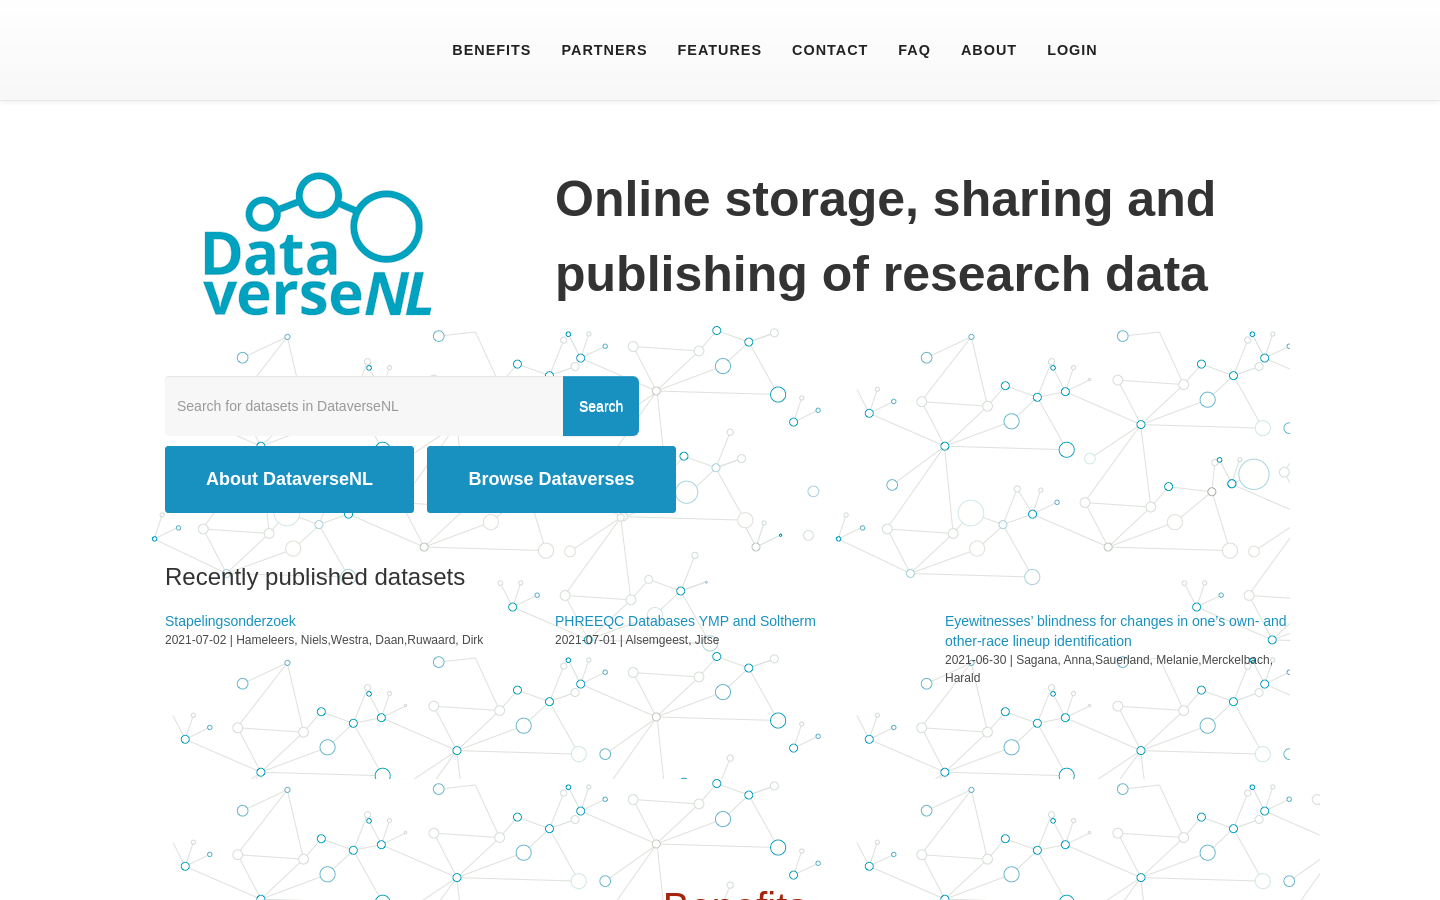 BENEFITS PARTNERS FEATURES CONTACT FAQ ABOUT LOGIN
Data
verseNL
Online storage, sharing and
publishing of research data
Search for datasets in DataverseNL
Search
About DataverseNL
Browse Dataverses
Recently published datasets
Stapelingsonderzoek
2021-07-02 | Hameleers, Niels,Westra, Daan,Ruwaard, Dirk
PHREEQC Databases YMP and Soltherm
2021-07-01 | Alsemgeest, Jitse
Eyewitnesses’ blindness for changes in one’s own- and
other-race lineup identification
2021-06-30 | Sagana, Anna,Sauerland, Melanie,Merckelbach,
Harald
Benefits